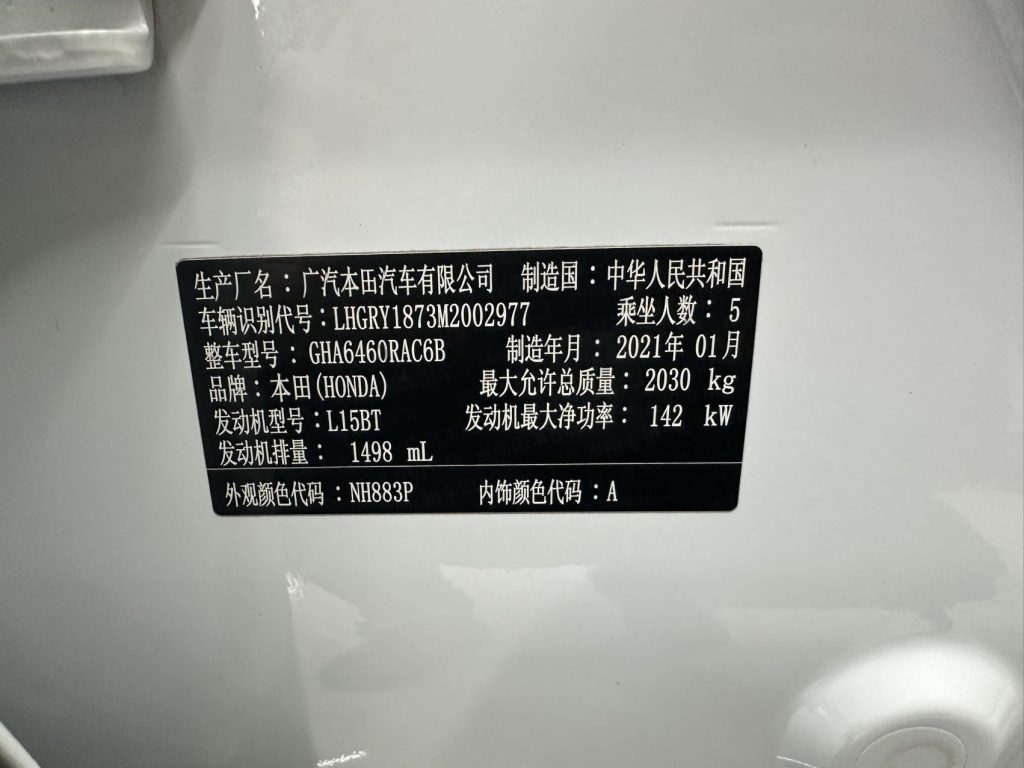 生产厂名：广汽本田汽车有限公司 制造国：中华人民共和国
车辆识别代号：LHGRY1873M2002977 乘坐人数：5
整车型号：GHA6460RAC6B 制造年月：2021年01月
品牌：本田(HONDA) 最大允许总质量：2030 kg
发动机型号：L15BT 发动机最大净功率：142 kW
发动机排量：1498 mL
外观颜色代码：NH883P 内饰颜色代码：A